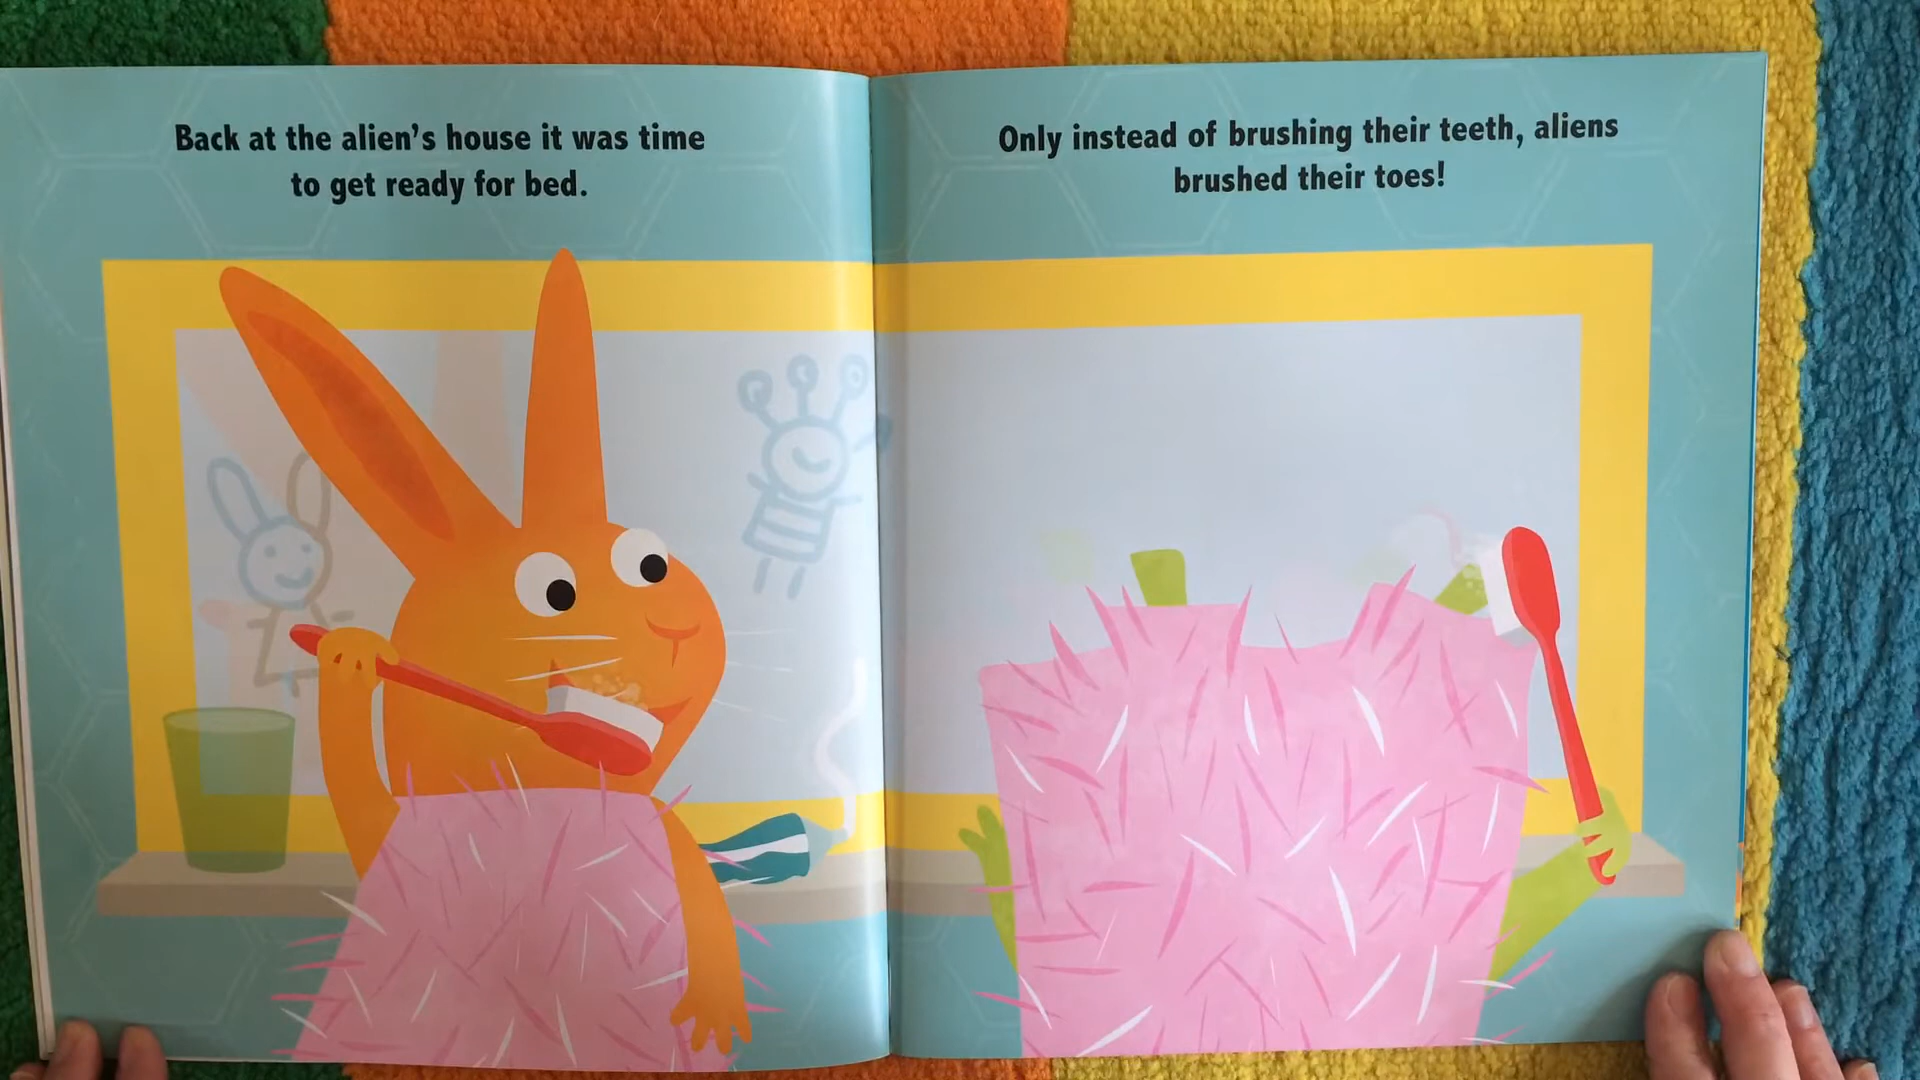 Back at the alien's house it was time
to get ready for bed.
Only instead of brushing their teeth, aliens
brushed their toes!